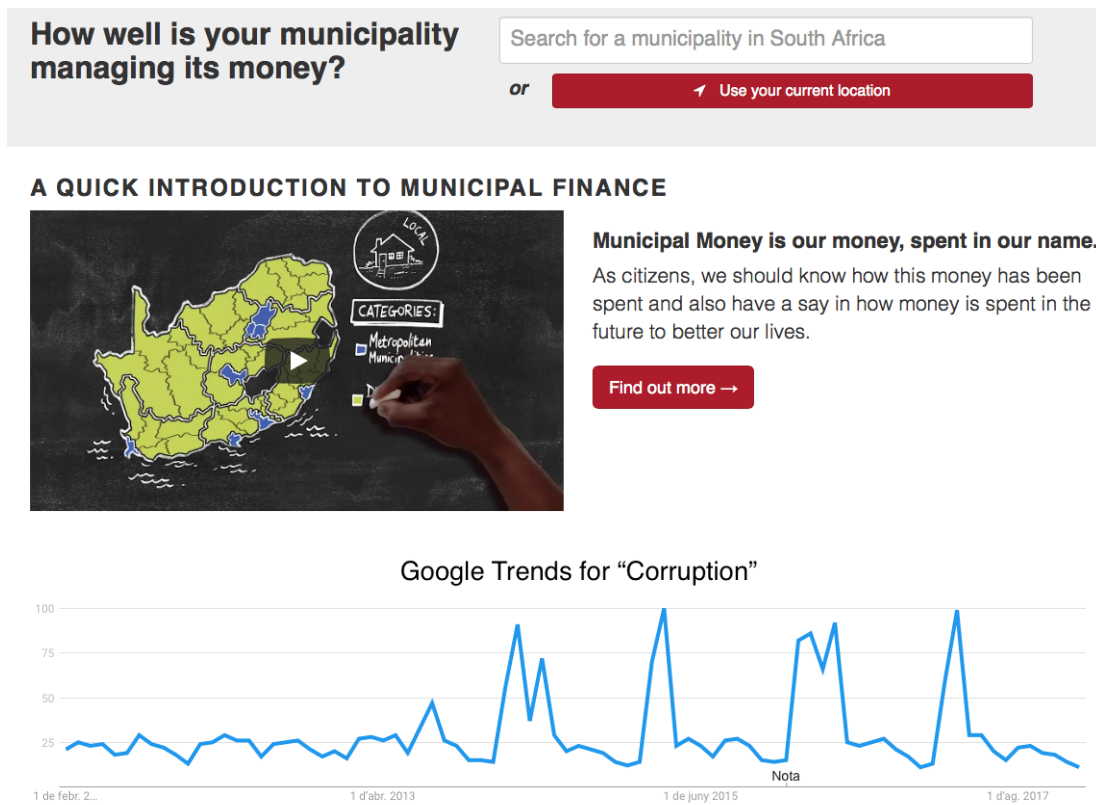 How well is your municipality
managing its money?
Search for a municipality in South Africa
or
Use your current location
A QUICK INTRODUCTION TO MUNICIPAL FINANCE
LOCAL
CATEGORIES:
Metropolitan
Municipal money is our money, spent in our name.
As citizens, we should know how this money has been
spent and also have a say in how money is spent in the
future to better our lives.
Find out more →
Google Trends for “Corruption”
100
75
50
25
Nota
1 de febr. 2...
1 d'abr. 2013
1 de juny 2015
1 d'ag. 2017